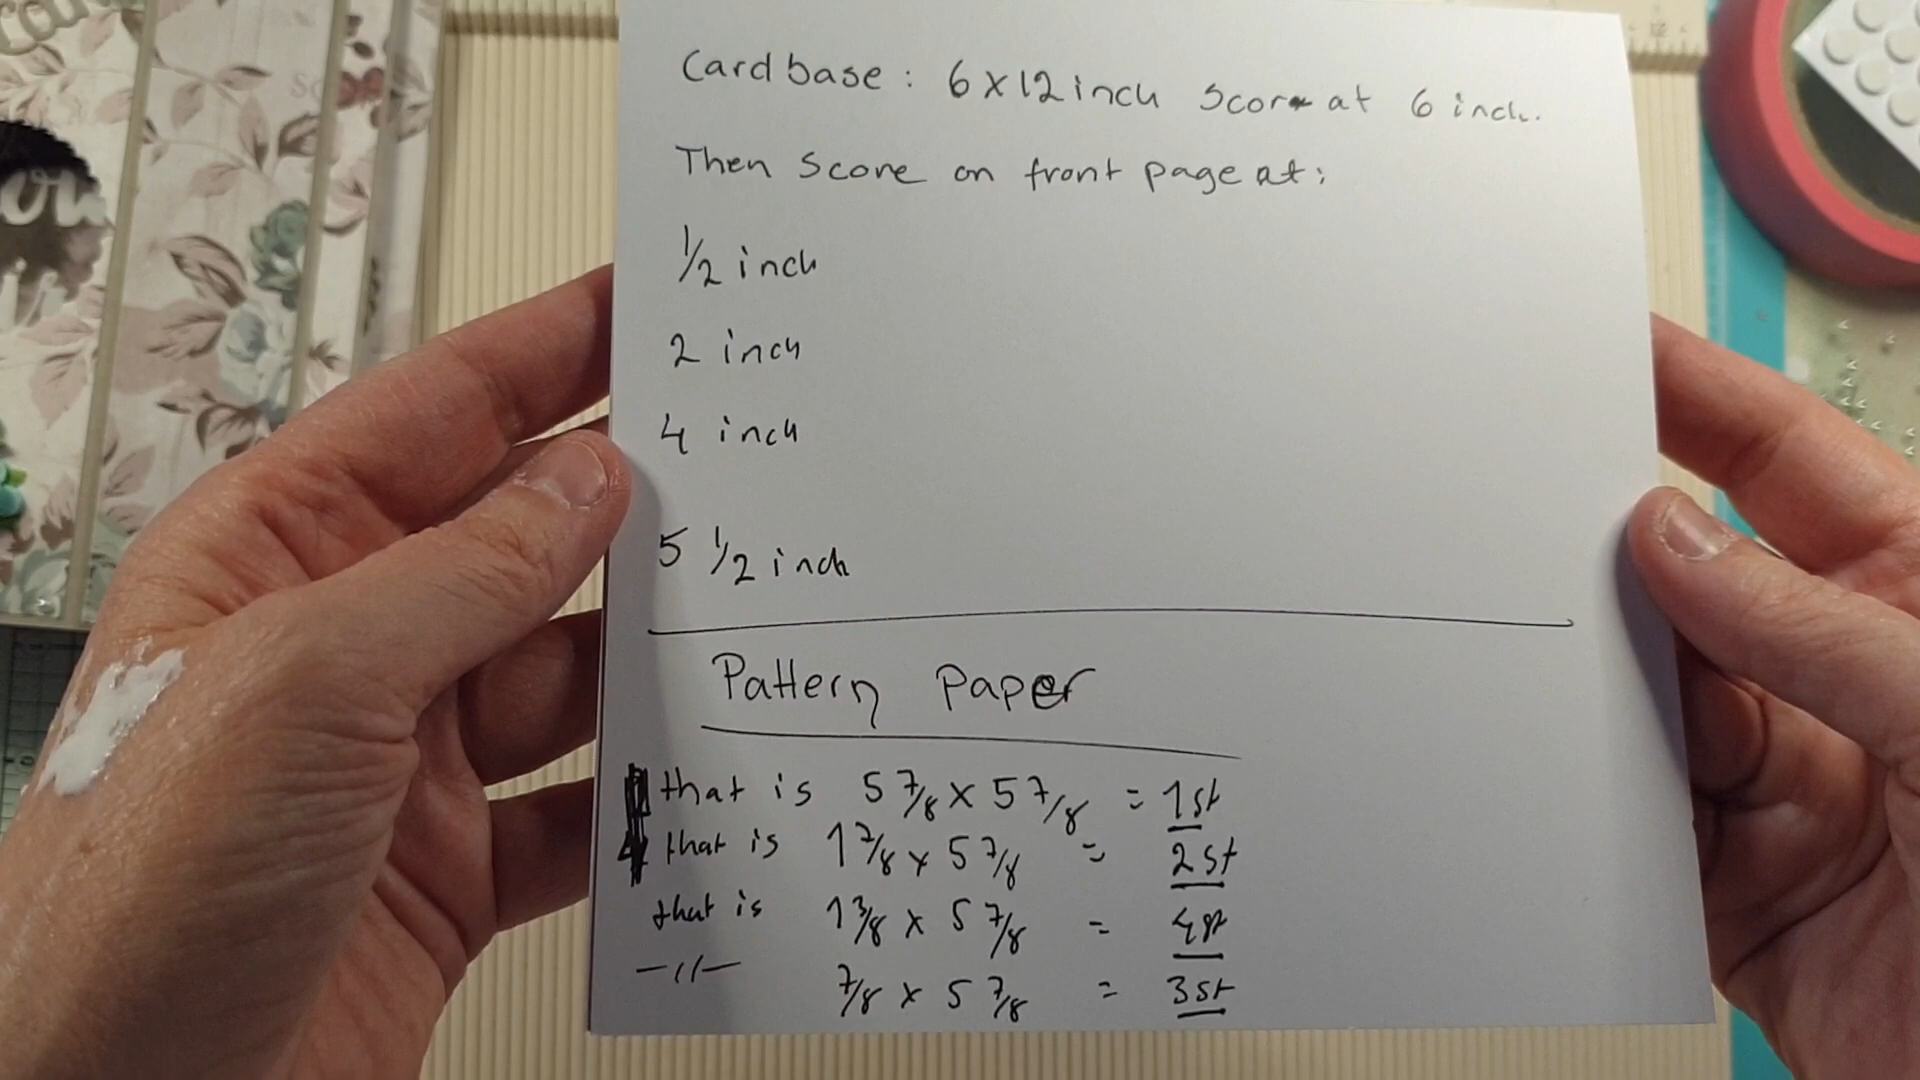 Card base: 6 x 12 inch Score at 6 inch.
Then Score on front page at:
1/2 inch
2 inch
4 inch
5 1/2 inch
Pattern paper
that is 5 7/8 x 5 7/8 = 1st
that is 1 7/8 x 5 7/8 = 2st
that is 1 3/8 x 5 7/8 = 4st
—//— 7/8 x 5 7/8 = 3st